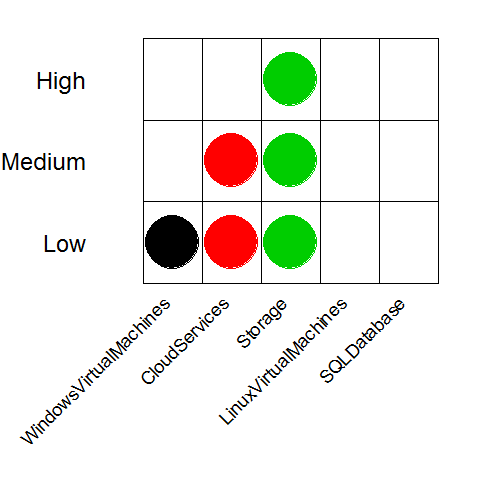 High
Medium
Low
WindowsVirtualMachines
CloudServices
Storage
LinuxVirtualMachines
SQLDatabase